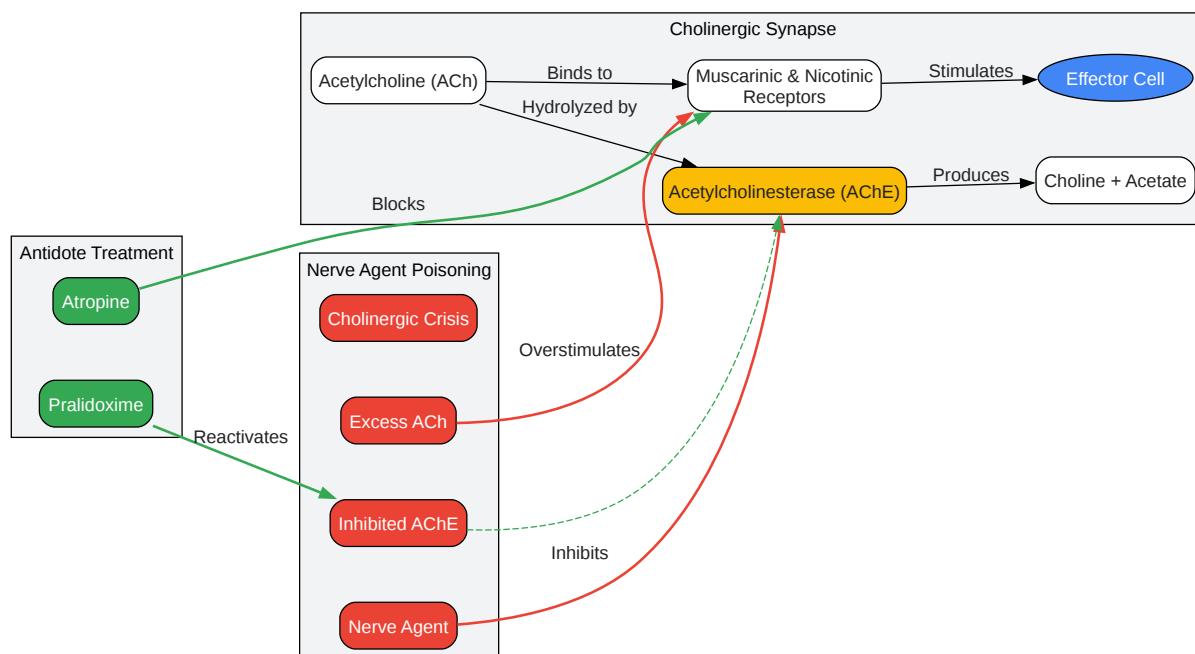 Cholinergic Synapse
Acetylcholine (ACh)
Binds to
Muscarinic & Nicotinic
Receptors
Stimulates
Effector Cell
Hydrolyzed by
Acetylcholinesterase (AChE)
Produces
Choline + Acetate
Blocks
Antidote Treatment
Atropine
Pralidoxime
Reactivates
Nerve Agent Poisoning
Cholinergic Crisis
Overstimulates
Excess ACh
Inhibited AChE
Inhibits
Nerve Agent